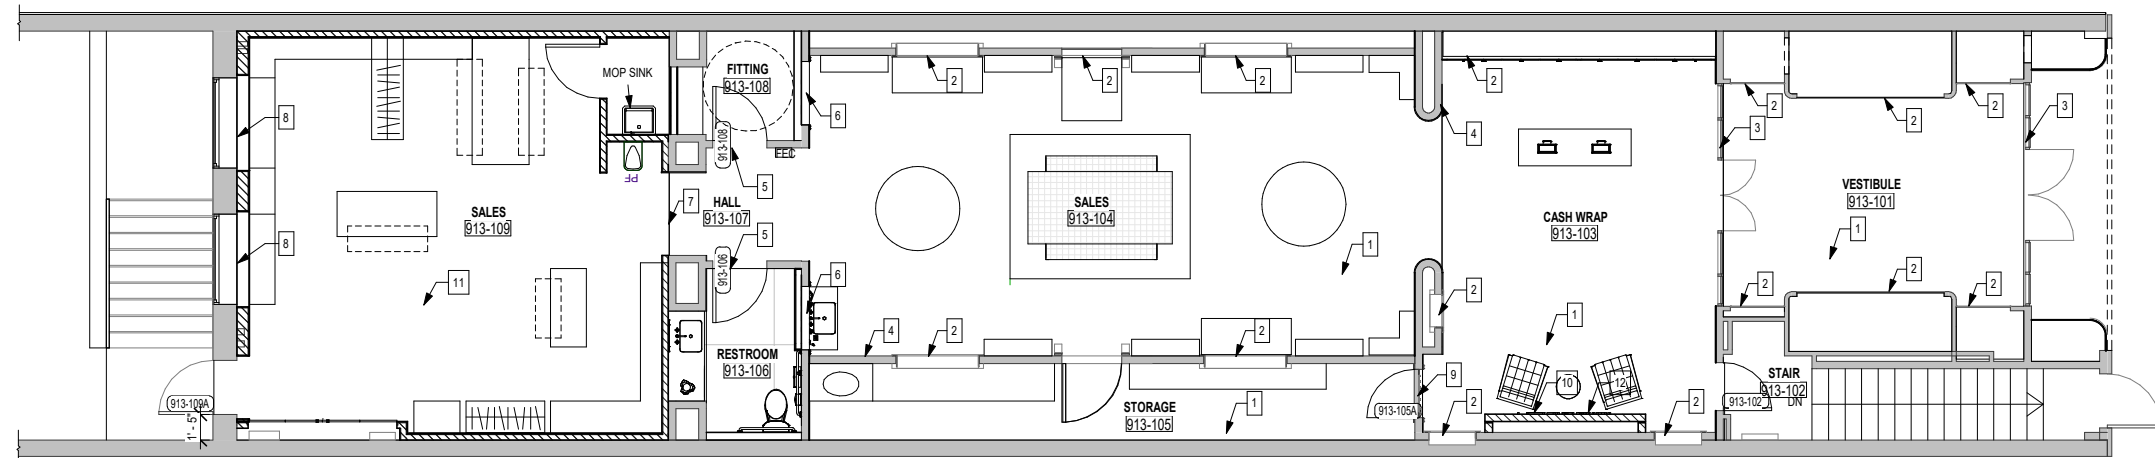 MOP SINK
FITTING
913-108
2
2
2
2
2
2
2
2
8
6
4
3
3
913-108
EEC
PF
5
HALL
913-107
7
SALES
913-109
SALES
913-104
CASH WRAP
913-103
VESTIBULE
913-101
1
8
5
913-106
1
11
6
2
2
2
2
1
4
2
2
RESTROOM
913-106
9
10
12
STAIR
913-102
913-102
DN
913-109A
1' - 5"
STORAGE
913-105
1
913-105A
2
2